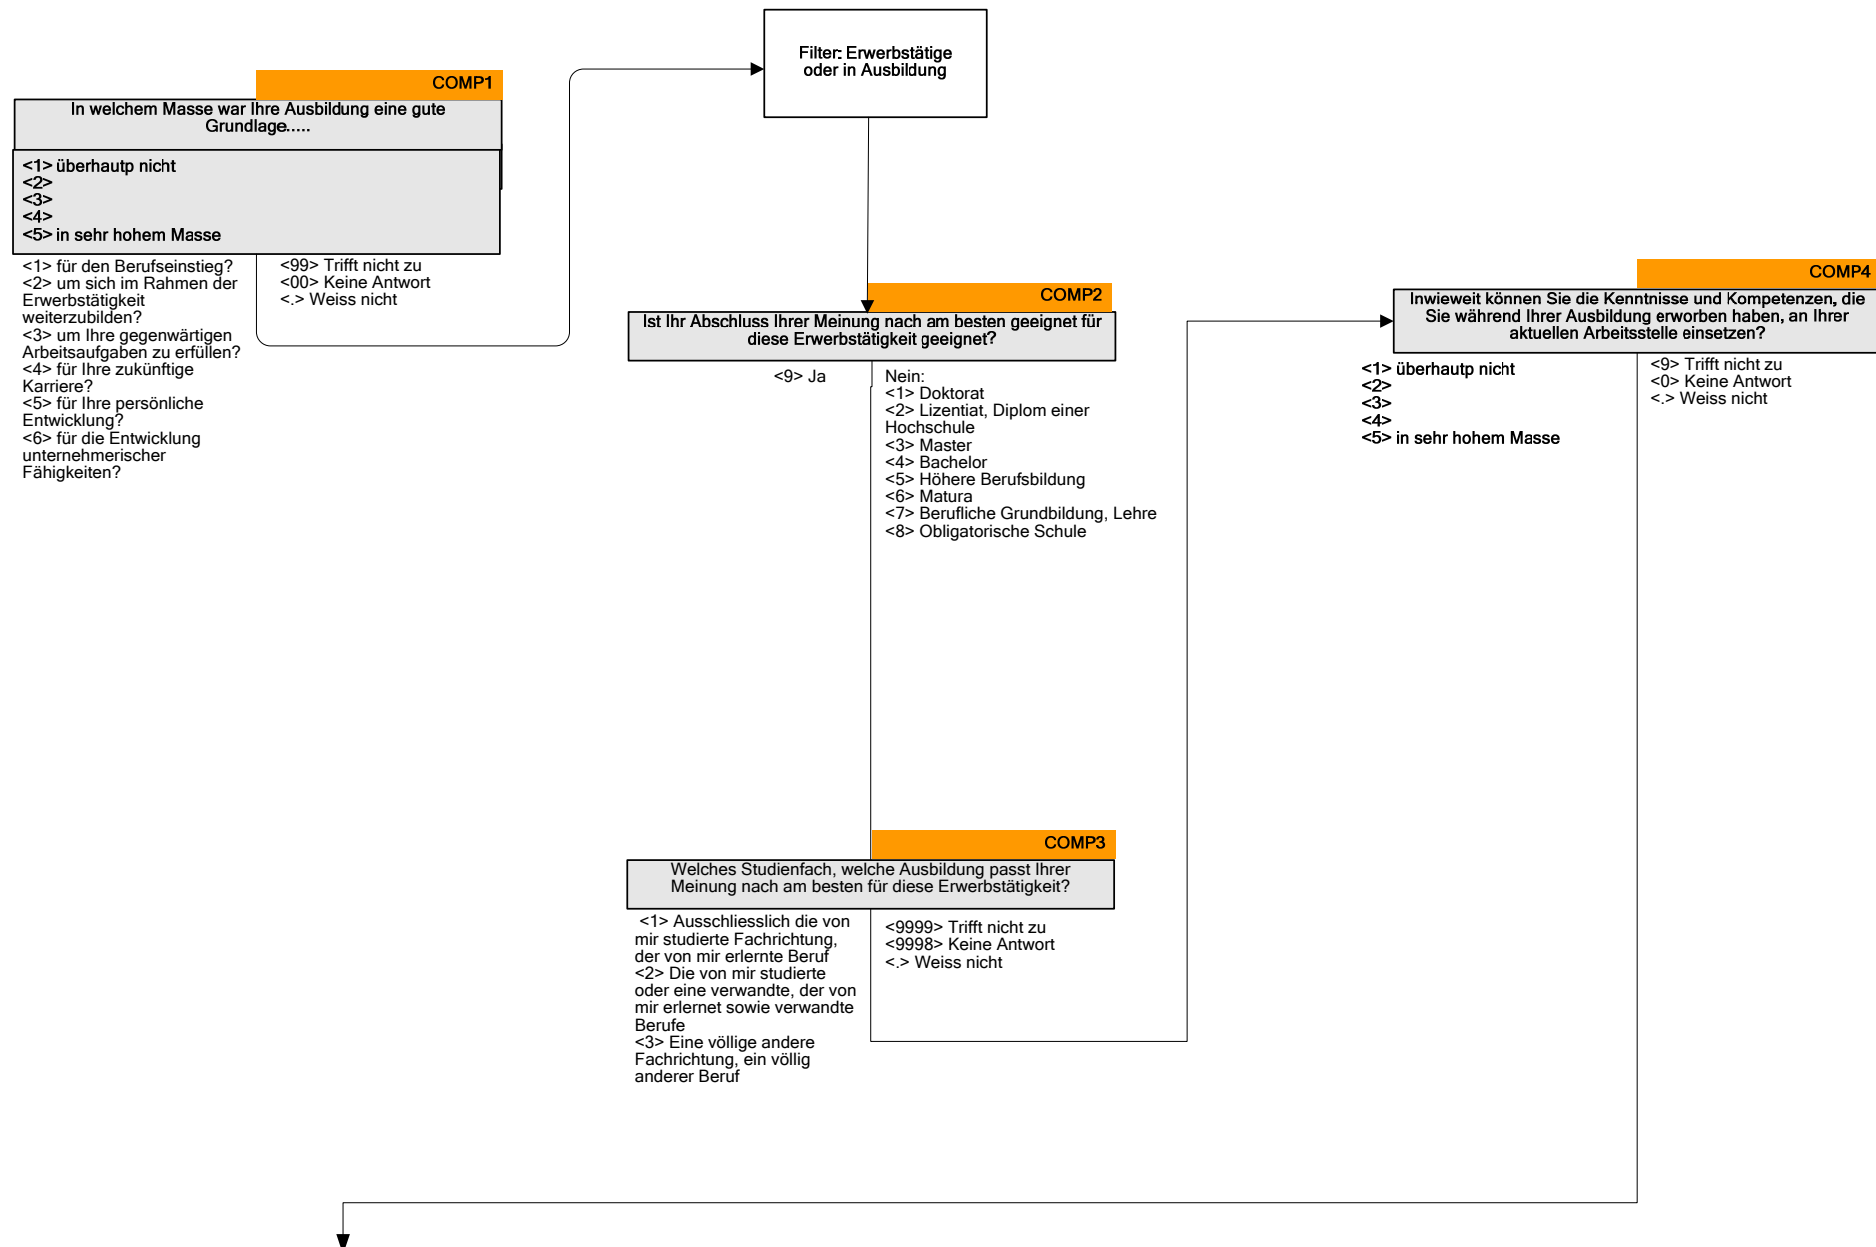 Filter: Erwerbstätige
oder in Ausbildung
COMP1
In welchem Masse war Ihre Ausbildung eine gute
Grundlage.....
<1> überhautp nicht
<2>
<3>
<4>
<5> in sehr hohem Masse
<1> für den Berufseinstieg?
<2> um sich im Rahmen der
Erwerbstätigkeit
weiterzubilden?
<3> um Ihre gegenwärtigen
Arbeitsaufgaben zu erfüllen?
<4> für Ihre zukünftige
Karriere?
<5> für Ihre persönliche
Entwicklung?
<6> für die Entwicklung
unternehmerischer
Fähigkeiten?
<99> Trifft nicht zu
<00> Keine Antwort
<.> Weiss nicht
COMP2
Ist Ihr Abschluss Ihrer Meinung nach am besten geeignet für
diese Erwerbstätigkeit geeignet?
<9> Ja
Nein:
<1> Doktorat
<2> Lizentiat, Diplom einer
Hochschule
<3> Master
<4> Bachelor
<5> Höhere Berufsbildung
<6> Matura
<7> Berufliche Grundbildung, Lehre
<8> Obligatorische Schule
COMP3
Welches Studienfach, welche Ausbildung passt Ihrer
Meinung nach am besten für diese Erwerbstätigkeit?
<1> Ausschliesslich die von
mir studierte Fachrichtung,
der von mir erlernte Beruf
<2> Die von mir studierte
oder eine verwandte, der von
mir erlernet sowie verwandte
Berufe
<3> Eine völlige andere
Fachrichtung, ein völlig
anderer Beruf
<9999> Trifft nicht zu
<9998> Keine Antwort
<.> Weiss nicht
COMP4
Inwieweit können Sie die Kenntnisse und Kompetenzen, die
Sie während Ihrer Ausbildung erworben haben, an Ihrer
aktuellen Arbeitsstelle einsetzen?
<1> überhautp nicht
<2>
<3>
<4>
<5> in sehr hohem Masse
<9> Trifft nicht zu
<0> Keine Antwort
<.> Weiss nicht